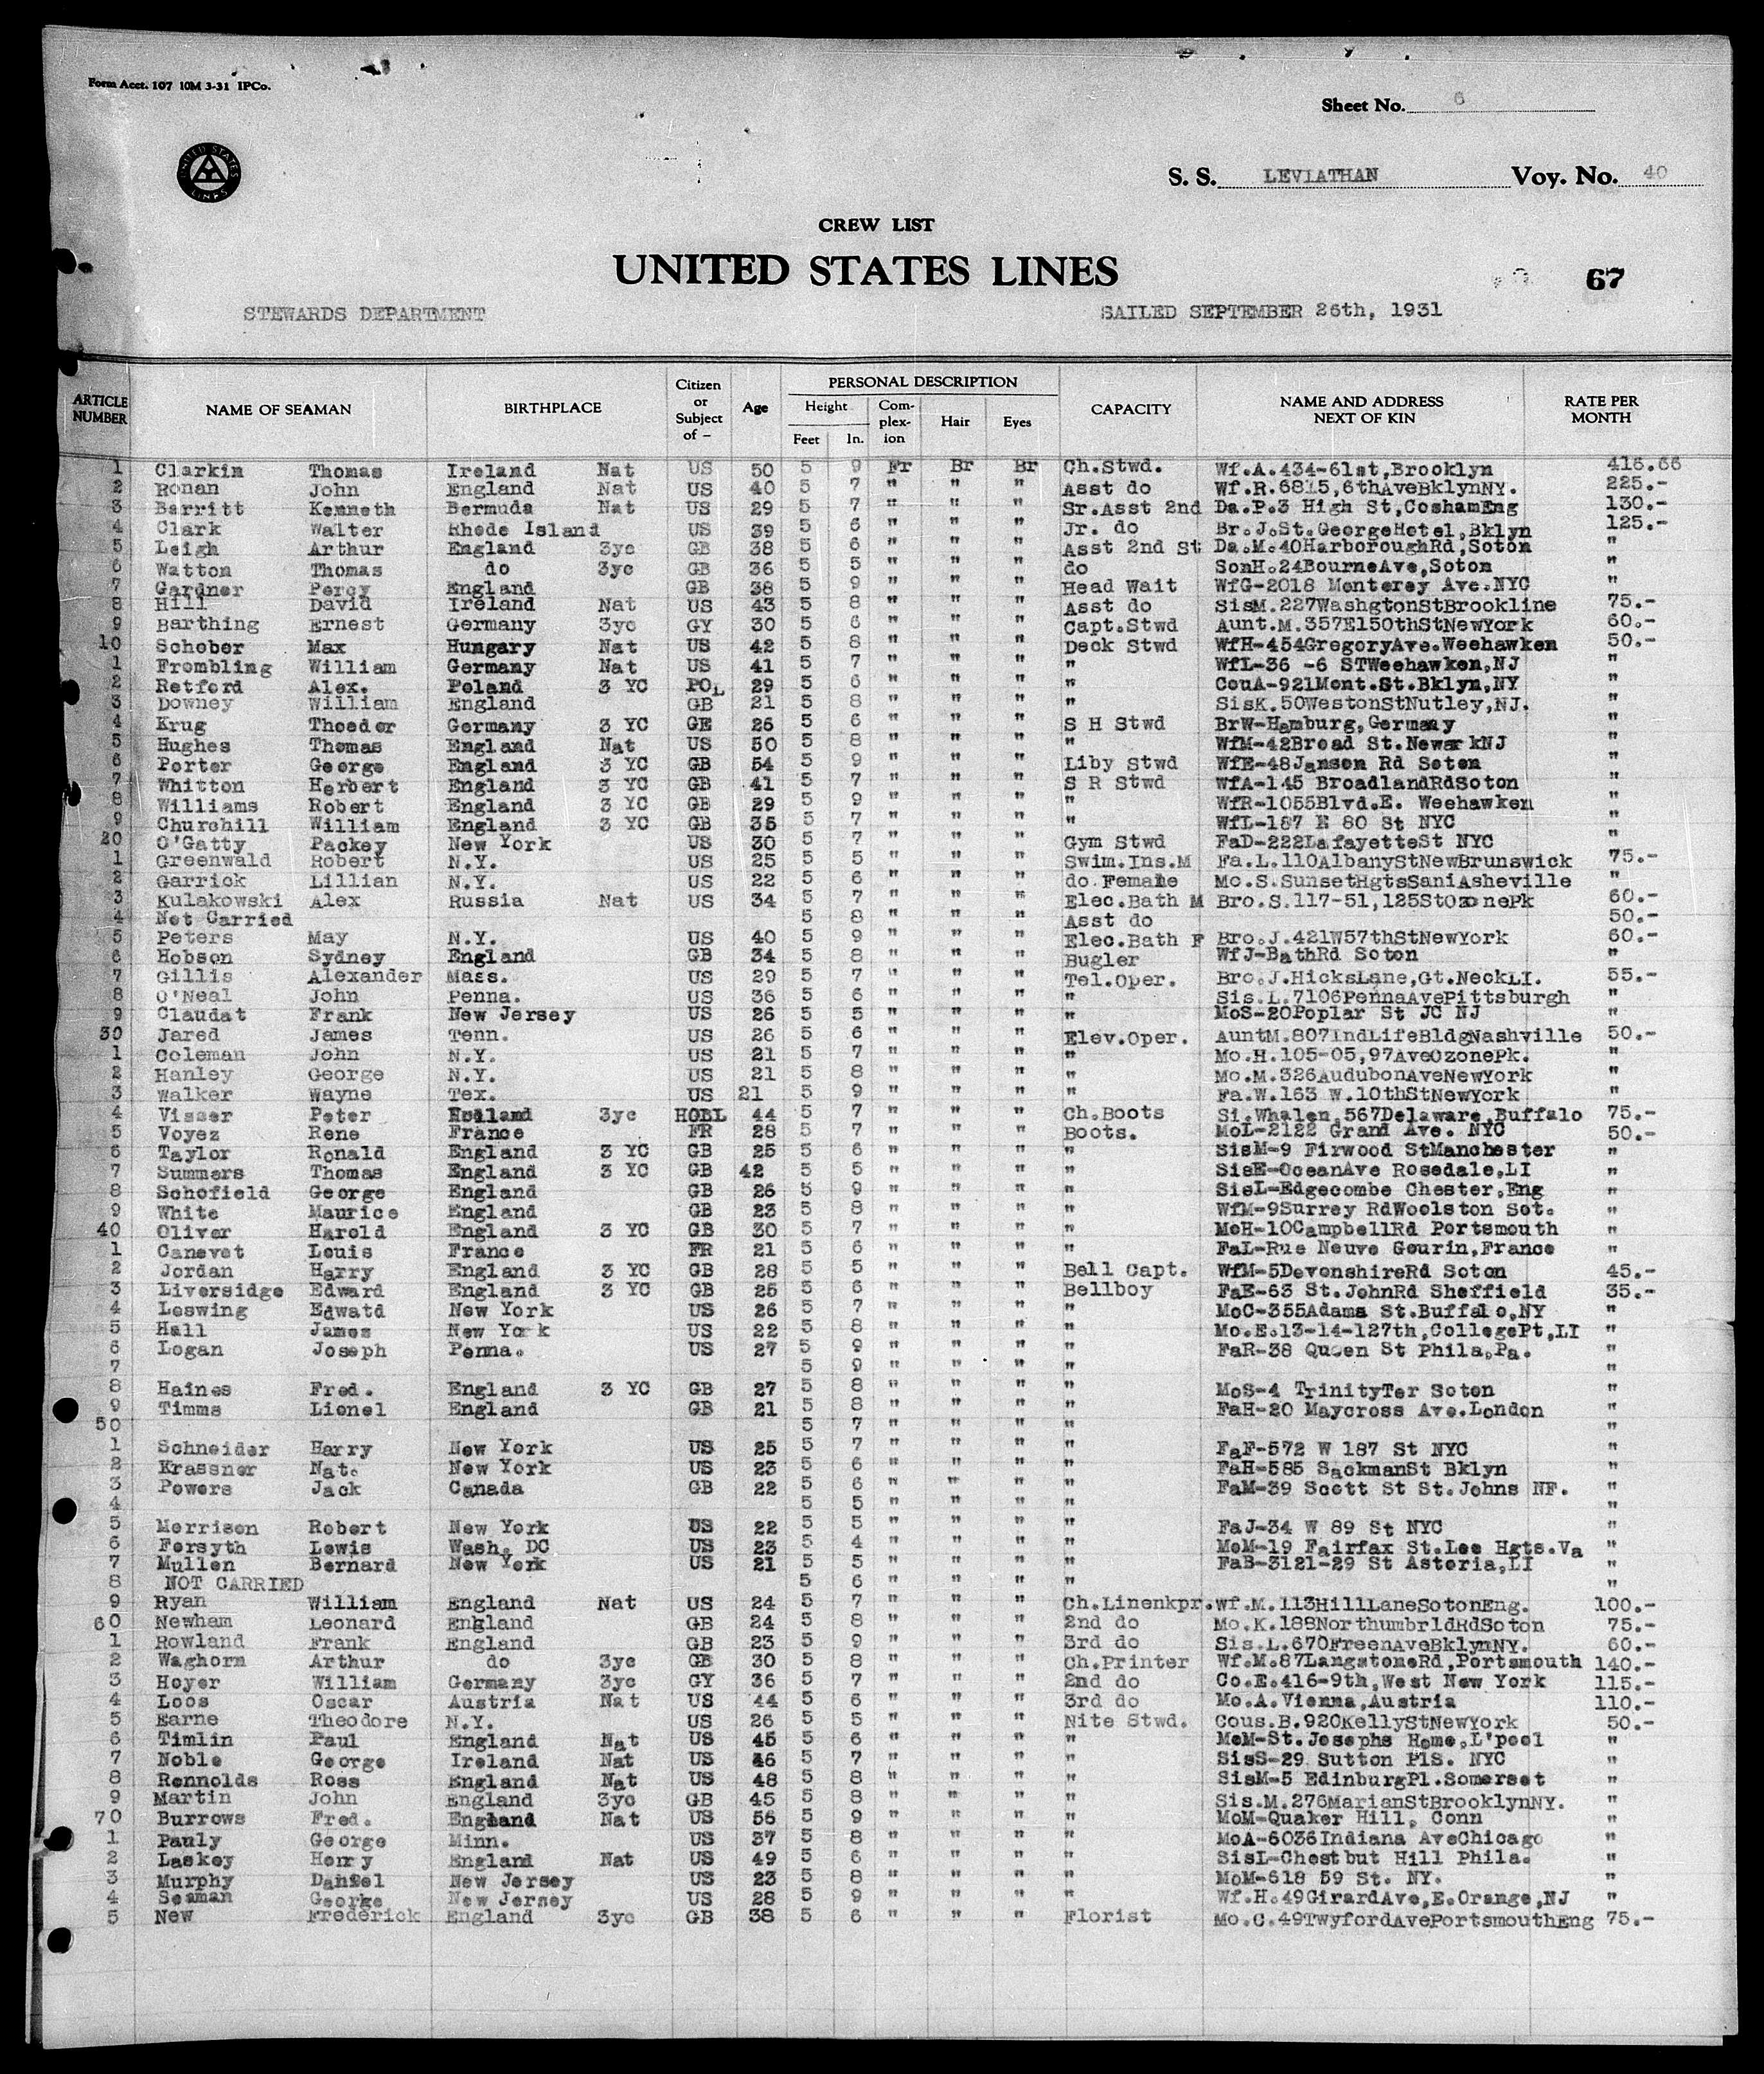 Form Acct. 107 10M 3-31 IPCo.
Sheet No. 6
UNITED STATES LINES
S. S. LEVIATHAN Voy. No. 40
CREW LIST
UNITED STATES LINES
67
STEWARDS DEPARTMENT SAILED SEPTEMBER 26th, 1931
ARTICLE NUMBER NAME OF SEAMAN BIRTHPLACE Citizen or Subject of – Age PERSONAL DESCRIPTION Height Feet In. Com-plex-ion Hair Eyes CAPACITY NAME AND ADDRESS NEXT OF KIN RATE PER MONTH
1 Clarkin Thomas Ireland Nat US 50 5 9 Fr Br Br Ch.Stwd. Wf.A.434-61st,Brooklyn 416.66
2 Ronan John England Nat US 40 5 7 " " " Asst do Wf.R.6815,6thAveBklynNY. 225.-
3 Barritt Kenneth Bermuda Nat US 29 5 7 " " " Sr.Asst 2nd Da.P.3 High St,CoshamEng 130.-
4 Clark Walter Rhode Island US 39 5 6 " " " Jr. do Br.J.St.GeorgeHotel,Bklyn 125.-
5 Leigh Arthur England 3yc GB 38 5 6 " " " Asst 2nd St Da.M.40HarboroughRd,Soton "
6 Watton Thomas do 3yc GB 36 5 5 " " " do SonH.24BourneAve,Soton "
7 Gardner Percy England GB 38 5 9 " " " Head Wait WfG-2018 Monterey Ave.NYC "
8 Hill David Ireland Nat US 43 5 8 " " " Asst do SisM.227WashgtonStBrookline 75.-
9 Barthing Ernest Germany 3yc GY 30 5 6 " " " Capt.Stwd Aunt.M.357E150thStNewYork 60.-
10 Schober Max Hungary Nat US 42 5 8 " " " Deck Stwd WfH-454GregoryAve.Weehawken 50.-
1 Frombling William Germany Nat US 41 5 7 " " " " WfL-36 -6 STWeehawken,NJ "
2 Retford Alex. Poland 3 YC POL 29 5 6 " " " " CouA-921Mont.St.Bklyn,NY "
3 Downey William England GB 21 5 8 " " " SisK.50WestonStNutley,NJ. "
4 Krug Theoder Germany 3 YC GE 25 5 6 " " " S H Stwd BrW-Hamburg,Germany "
5 Hughes Thomas England Nat US 50 5 8 " " " " WfM-42Broad St.NewarkNJ "
6 Porter George England 3 YC GB 54 5 9 " " " Liby Stwd WfE-48Janson Rd Soton "
7 Whitton Herbert England 3 YC GB 41 5 7 " " " S R Stwd WfA-145 BroadlandRdSoton "
8 Williams Robert England 3 YC GB 29 5 9 " " " " WfR-1055Blvd.E. Weehawken "
9 Churchill William England 3 YC GB 35 5 7 " " " " WfL-187 E 80 St NYC "
20 O'Gatty Packey New York US 30 5 7 " " " Gym Stwd FaD-222LafayetteSt NYC "
1 Greenwald Robert N.Y. US 25 5 5 " " " Swim.Ins.M Fa.L.110AlbanyStNewBrunswick 75.-
2 Garrick Lillian N.Y. US 22 5 6 " " " do Female Mo.S.SunsetHgtsSaniAsheville "
3 Kulakowski Alex Russia Nat US 34 5 7 " " " Elec.Bath M Bro.S.117-51,125StOzonePk 60.-
4 Not Carried 5 8 " " " Asst do 50.-
5 Peters May N.Y. US 40 5 9 " " " Elec.Bath F Bro.J.421W57thStNewYork 60.-
6 Hobson Sydney England GB 34 5 8 " " " Bugler WfJ-BathRd Soton "
7 Gillis Alexander Mass. US 29 5 7 " " " Tel.Oper. Bro.J.HicksLane,Gt.NeckLI. 55.-
8 O'Neal John Penna. US 36 5 6 " " " " Sis.L.7106PennaAvePittsburgh "
9 Claudat Frank New Jersey US 26 5 5 " " " " MoS-20Poplar St JC NJ "
30 Jared James Tenn. US 26 5 6 " " " Elev.Oper. AuntM.807IndLifeBldgNashville 50.-
1 Coleman John N.Y. US 21 5 7 " " " " Mo.H.105-05,97AveOzonePk. "
2 Hanley George N.Y. US 21 5 8 " " " " Mo.M.326AudubonAveNewYork "
3 Walker Wayne Tex. US 21 5 9 " " " " Fa.W.163 W.10thStNewYork "
4 Visser Peter Holland 3yc HOLL 44 5 7 " " " Ch.Boots Si.Whalen,567Delaware,Buffalo 75.-
5 Voyez Rene France FR 28 5 7 " " " Boots. MoL-2122 Grand Ave. NYC 50.-
6 Taylor Ronald England 3 YC GB 25 5 6 " " " " SisM-9 Firwood StManchester "
7 Summers Thomas England 3 YC GB 42 5 5 " " " " SisE-OceanAve Rosedale,LI "
8 Schofield George England GB 26 5 9 " " " " SisL-Edgecombe Chester,Eng "
9 White Maurice England GB 23 5 8 " " " " WfM-9Surrey RdWoolston Sot. "
40 Oliver Harold England 3 YC GB 30 5 7 " " " " MoH-10CampbellRd Portsmouth "
1 Canevet Louis France FR 21 5 6 " " " " FaL-Rue Neuve Gourin,France "
2 Jordan Harry England 3 YC GB 28 5 5 " " " Bell Capt. WfM-5DevonshireRd Soton 45.-
3 Liversidge Edward England 3 YC GB 25 5 6 " " " Bellboy FaE-63 St.JohnRd Sheffield 35.-
4 Leswing Edwatd New York US 26 5 7 " " " " MoC-355Adams St.Buffalo,NY "
5 Hall James New York US 22 5 8 " " " " Mo.E.13-14-127th,CollegePt,LI "
6 Logan Joseph Penna. US 27 5 9 " " " " FaR-38 Queen St Phila,Pa. "
7 5 9 " " " " "
8 Haines Fred. England 3 YC GB 27 5 8 " " " " MoS-4 TrinityTer Soton "
9 Timms Lionel England GB 21 5 8 " " " " FaH-20 Maycross Ave.London "
50 5 7 " " " " "
1 Schneider Harry New York US 25 5 7 " " " " FaF-572 W 187 St NYC "
2 Krassner Nat. New York US 23 5 6 " " " " FaH-585 SackmanSt Bklyn "
3 Powers Jack Canada GB 22 5 6 " " " " FaM-39 Scott St St.Johns NF. "
4 5 5 " " " " "
5 Morrison Robert New York US 22 5 5 " " " " FaJ-34 W 89 St NYC "
6 Forsyth Lewis Wash. DC US 23 5 4 " " " " MoM-19 Fairfax St.Lee Hgts.Va "
7 Mullen Bernard New York US 21 5 5 " " " " FaB-3121-29 St Astoria,LI "
8 NOT CARRIED 5 6 " " " " "
9 Ryan William England Nat US 24 5 7 " " " Ch.Linenkpr. Wf.M.113HillLaneSotonEng. 100.-
60 Newham Leonard England GB 24 5 8 " " " 2nd do Mo.K.188NorthumbrldRdSoton 75.-
1 Rowland Frank England GB 23 5 9 " " " 3rd do Sis.L.670FreenAveBklynNY. 60.-
2 Waghorn Arthur do 3yc GB 30 5 8 " " " Ch.Printer Wf.M.87LangstoneRd,Portsmouth 140.-
3 Hoyer William Germany 3yc GY 36 5 7 " " " 2nd do Co.E.416-9th,West New York 115.-
4 Loos Oscar Austria Nat US 44 5 6 " " " 3rd do Mo.A.Vienna,Austria 110.-
5 Earne Theodore N.Y. US 26 5 5 " " " Nite Stwd. Cous.B.920KellyStNewYork 50.-
6 Timlin Paul England Nat US 45 5 6 " " " " MoM-St.Josephs Home,L'pool "
7 Noble George Ireland Nat US 46 5 7 " " " " SisS-29 Sutton PlS. NYC "
8 Rennolds Ross England Nat US 48 5 8 " " " " SisM-5 EdinburgPl.Somerset "
9 Martin John England 3yc GB 45 5 8 " " " " Sis.M.276MarianStBrooklynNY. "
70 Burrows Fred. England Nat US 56 5 9 " " " " MoM-Quaker Hill, Conn "
1 Pauly George Minn. US 37 5 8 " " " " MoA-6036Indiana AveChicago "
2 Laskey Henry England Nat US 49 5 6 " " " " SisL-Chestbut Hill Phila. "
3 Murphy Daniel New Jersey US 23 5 8 " " " " MoM-618 59 St. NY. "
4 Seaman George New Jersey US 28 5 9 " " " " Wf.H.49GirardAve,E.Orange,NJ "
5 New Frederick England 3yc GB 38 5 6 " " " Florist Mo.C.49TwyfordAvePortsmouthEng 75.-